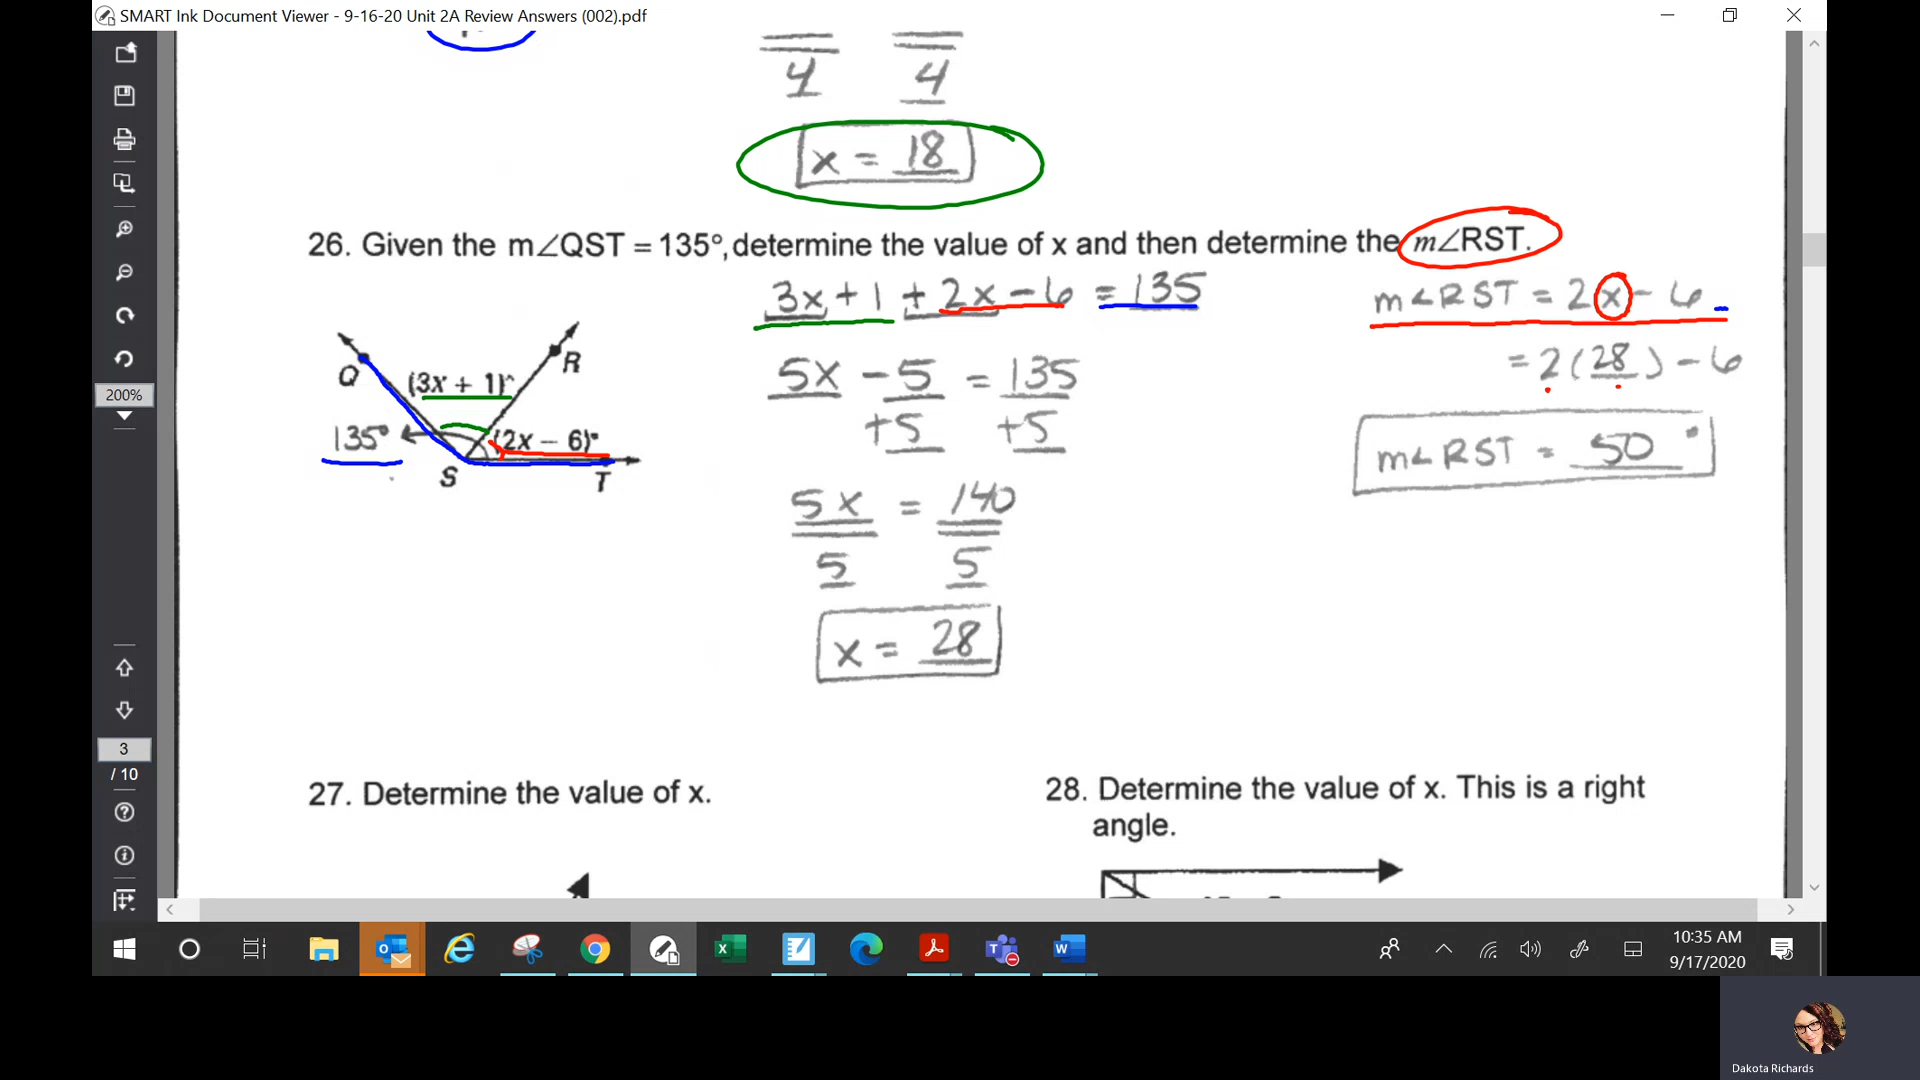 SMART Ink Document Viewer - 9-16-20 Unit 2A Review Answers (002).pdf
4 4
x = 18
26. Given the m∠QST = 135°, determine the value of x and then determine the m∠RST.
3x + 1 + 2x - 6 = 135
m∠RST = 2x - 6
= 2(28) - 6
m∠RST = 50°
5x - 5 = 135
+5 +5
5x = 140
5 5
x = 28
Q
R
(3x + 1)°
135°
(2x - 6)°
S
T
27. Determine the value of x.
28. Determine the value of x. This is a right
angle.
200%
3
/ 10
10:35 AM
9/17/2020
Dakota Richards